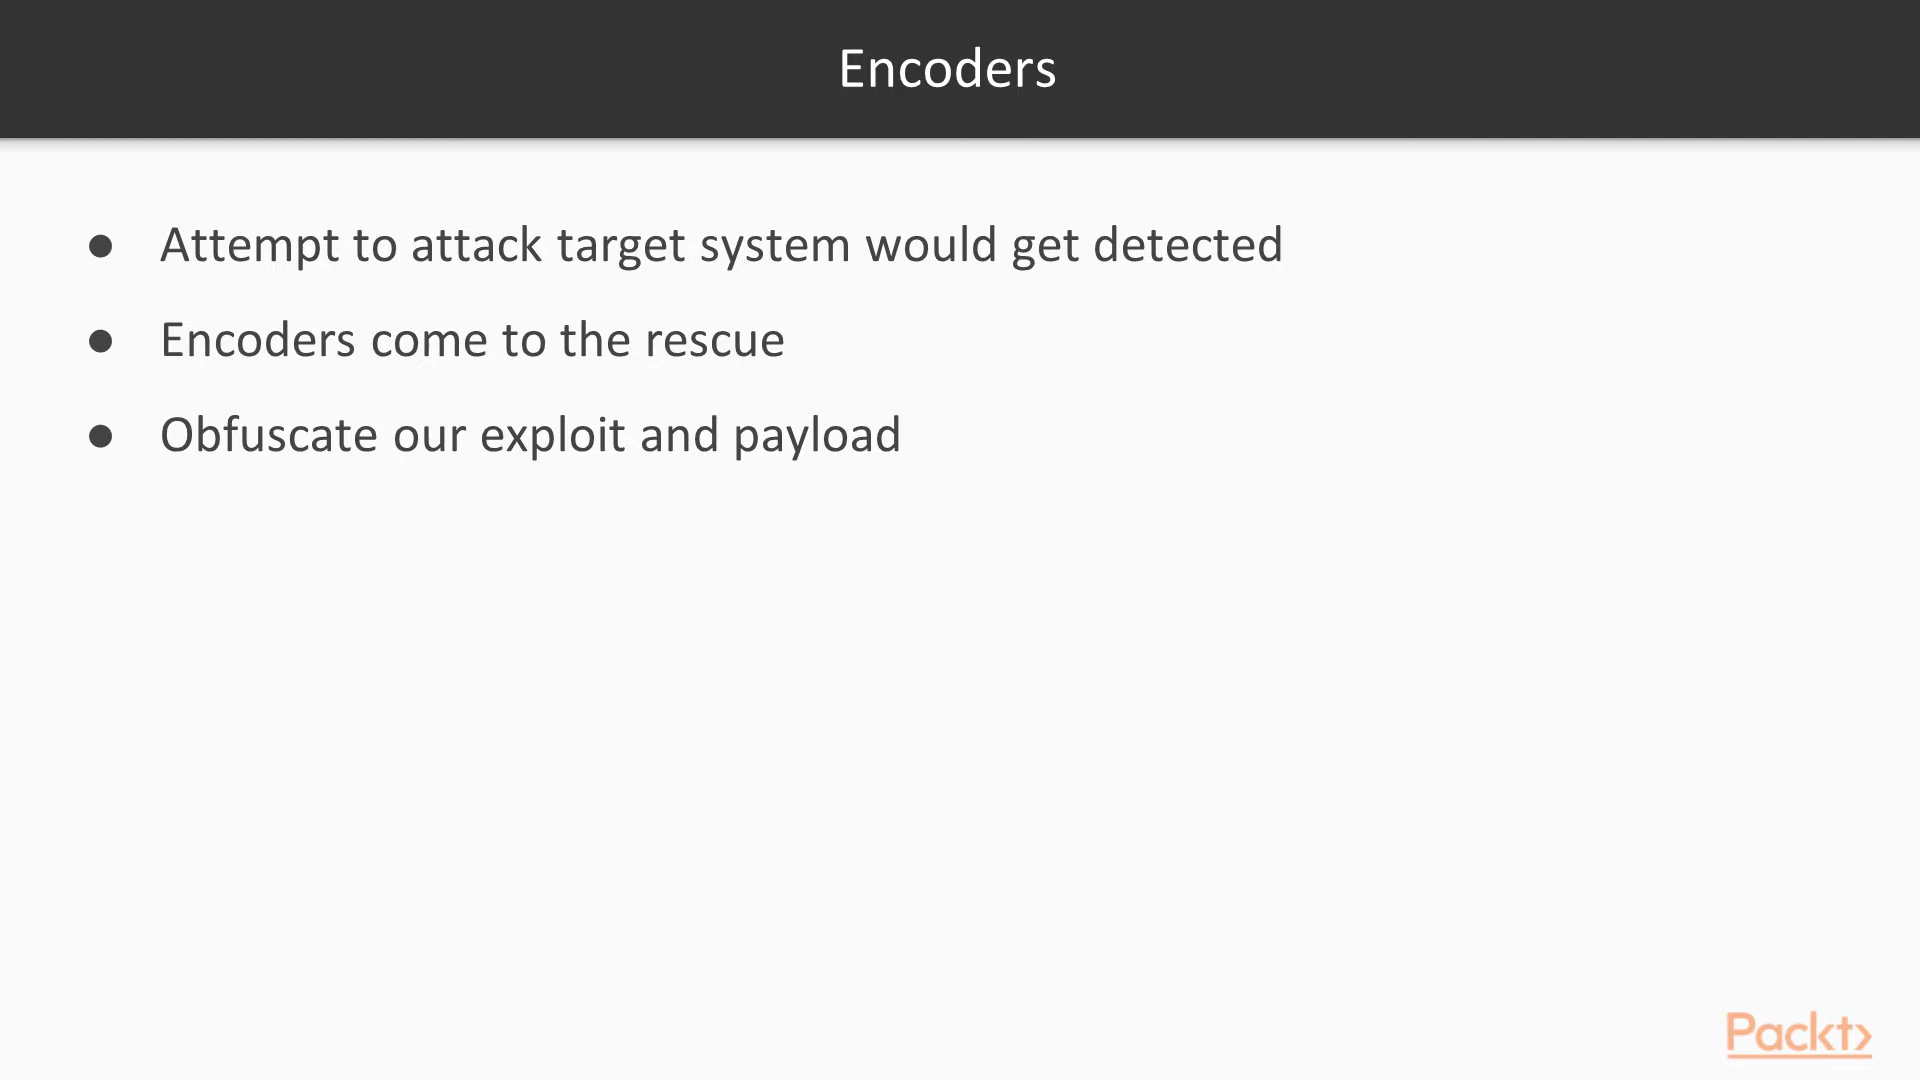 Encoders
● Attempt to attack target system would get detected
● Encoders come to the rescue
● Obfuscate our exploit and payload
Packt>